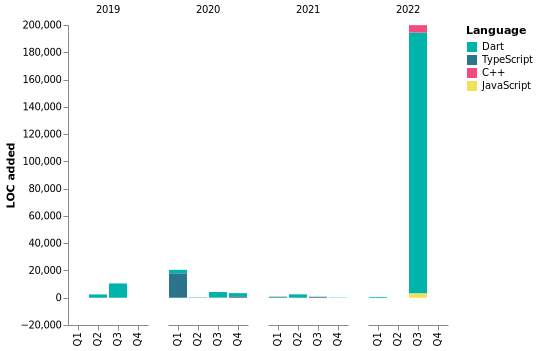 2019 2020 2021 2022
Language
Dart
TypeScript
C++
JavaScript
LOC added
200,000
180,000
160,000
140,000
120,000
100,000
80,000
60,000
40,000
20,000
0
−20,000
Q1 Q2 Q3 Q4 Q1 Q2 Q3 Q4 Q1 Q2 Q3 Q4 Q1 Q2 Q3 Q4